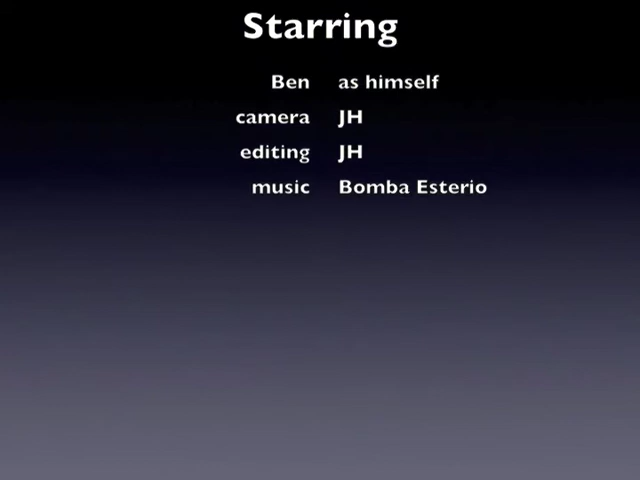 Starring
Ben as himself
camera JH
editing JH
music Bomba Esterio